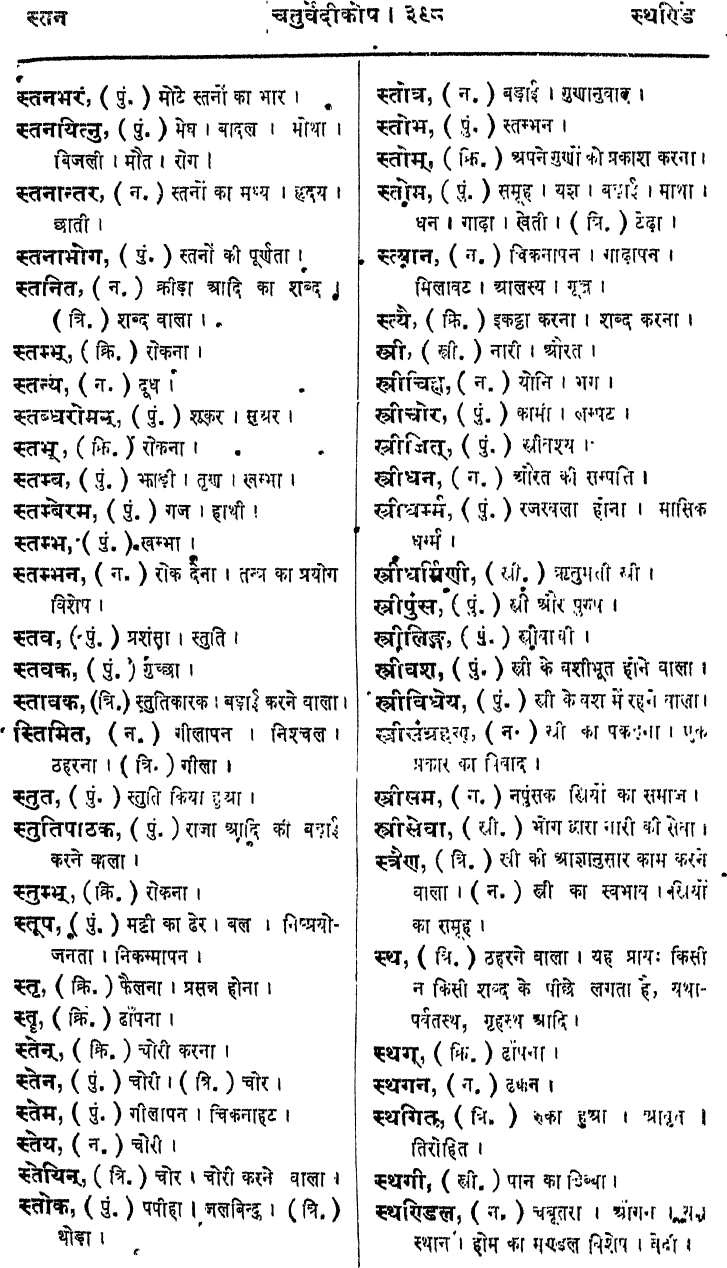 स्तन चतुर्वेदीकोष । ३९८ स्थण्डि
स्तनभर, ( पुं. ) मोटे स्तनों का भार ।
स्तनयित्नु, ( पुं. ) मेघ । बादल । मोथा ।
बिजली । मौत । रोग ।
स्तनान्तर, ( न. ) स्तनों का मध्य । हृदय ।
छाती ।
स्तनाभोग, ( पुं. ) स्तनों की पूर्णता ।
स्तनित, ( न. ) क्रीड़ा आदि का शब्द ।
( त्रि. ) शब्द वाला ।
स्तम्भ्, ( क्रि. ) रोकना ।
स्तन्य, ( न. ) दूध ।
स्तब्धरोमन्, ( पुं. ) शूकर । सुअर ।
स्तभ्, ( क्रि. ) रोकना ।
स्तम्ब, ( पुं. ) झाड़ी । तृण । खम्भा ।
स्तम्बेरम, ( पुं. ) गज । हाथी ।
स्तम्भ, ( पुं. ) खम्भा ।
स्तम्भन, ( न. ) रोक देना । तन्त्र का प्रयोग
विशेष ।
स्तव, ( पुं. ) प्रशंसा । स्तुति ।
स्तवक, ( पुं. ) गुच्छा ।
स्तावक, (त्रि.) स्तुतिकारक । बड़ाई करने वाला ।
स्तिमित, ( न. ) गीलापन । निश्चल ।
ठहरना । ( त्रि. ) गीला ।
स्तुत, ( पुं. ) स्तुति किया हुआ ।
स्तुतिपाठक, ( पुं. ) राजा आदि की बड़ाई
करने वाला ।
स्तुम्भ्, (क्रि. ) रोकना ।
स्तूप, ( पुं. ) मट्टी का ढेर । बल । निष्प्रयो-
जनता । निकम्मापन ।
स्तृ, ( क्रि. ) फैलना । प्रसन्न होना ।
स्तॄ, ( क्रि. ) ढाँपना ।
स्तेन्, ( क्रि. ) चोरी करना ।
स्तेन, ( पुं. ) चोरी । ( त्रि. ) चोर ।
स्तेम, ( पुं. ) गीलापन । चिकनाहट ।
स्तेय, ( न. ) चोरी ।
स्तेयिन्, ( त्रि. ) चोर । चोरी करने वाला ।
स्तोक, ( पुं. ) पपीहा । जलबिन्दु । ( त्रि. )
थोड़ा ।
स्तोत्र, ( न. ) बड़ाई । गुणानुवाद ।
स्तोभ, ( पुं. ) स्तम्भन ।
स्तोम्, ( क्रि. ) अपने गुणों को प्रकाश करना ।
स्तोम, ( पुं. ) समूह । यज्ञ । बड़ाई । माथा ।
धन । गाढ़ा । खेती । ( त्रि. ) टेढ़ा ।
स्त्यान, ( न. ) चिकनापन । गाढ़ापन ।
मिलावट । आलस्य । गूञ्ज ।
स्त्यै, ( क्रि. ) इकट्ठा करना । शब्द करना ।
स्त्री, ( स्त्री. ) नारी । औरत ।
स्त्रीचिह्न, ( न. ) योनि । भग ।
स्त्रीचोर, ( पुं. ) कामी । लम्पट ।
स्त्रीजित्, ( पुं. ) स्त्रीवश्य ।
स्त्रीधन, ( न. ) औरत की सम्पत्ति ।
स्त्रीधर्म्म, ( पुं. ) रजस्वला होना । मासिक
धर्म्म ।
स्त्रीधर्मिणी, ( स्त्री. ) ऋतुमती स्त्री ।
स्त्रीपुंस, ( पुं. ) स्त्री और पुरुष ।
स्त्रीलिङ्ग, ( पुं. ) स्त्रीवाची ।
स्त्रीवश, ( पुं. ) स्त्री के वशीभूत होने वाला ।
स्त्रीविधेय, ( पुं. ) स्त्री के वश में रहने वाला।
स्त्रीसंग्रहण, ( न. ) स्त्री का पकड़ना । एक
प्रकार का विवाद ।
स्त्रीसभ, ( न. ) नपुंसक स्त्रियों का समाज ।
स्त्रीसेवा, ( स्त्री. ) भोग द्वारा नारी की सेवा ।
स्त्रैण, ( त्रि. ) स्त्री की आज्ञानुसार काम करने
वाला । ( न. ) स्त्री का स्वभाव । स्त्रियों
का समूह ।
स्थ, ( त्रि. ) ठहरने वाला । यह प्रायः किसी
न किसी शब्द के पीछे लगता है, यथा-
पर्वतस्थ, गृहस्थ आदि ।
स्थग्, ( क्रि. ) ढाँपना ।
स्थगन, ( न. ) ढकन ।
स्थगित, ( त्रि. ) रुका हुआ । आवृत ।
तिरोहित ।
स्थगी, ( स्त्री. ) पान का डिब्बा ।
स्थण्डिल, ( न. ) चबूतरा । आँगन । यज्ञ
स्थान । होम का मण्डल विशेष । वेदी ।